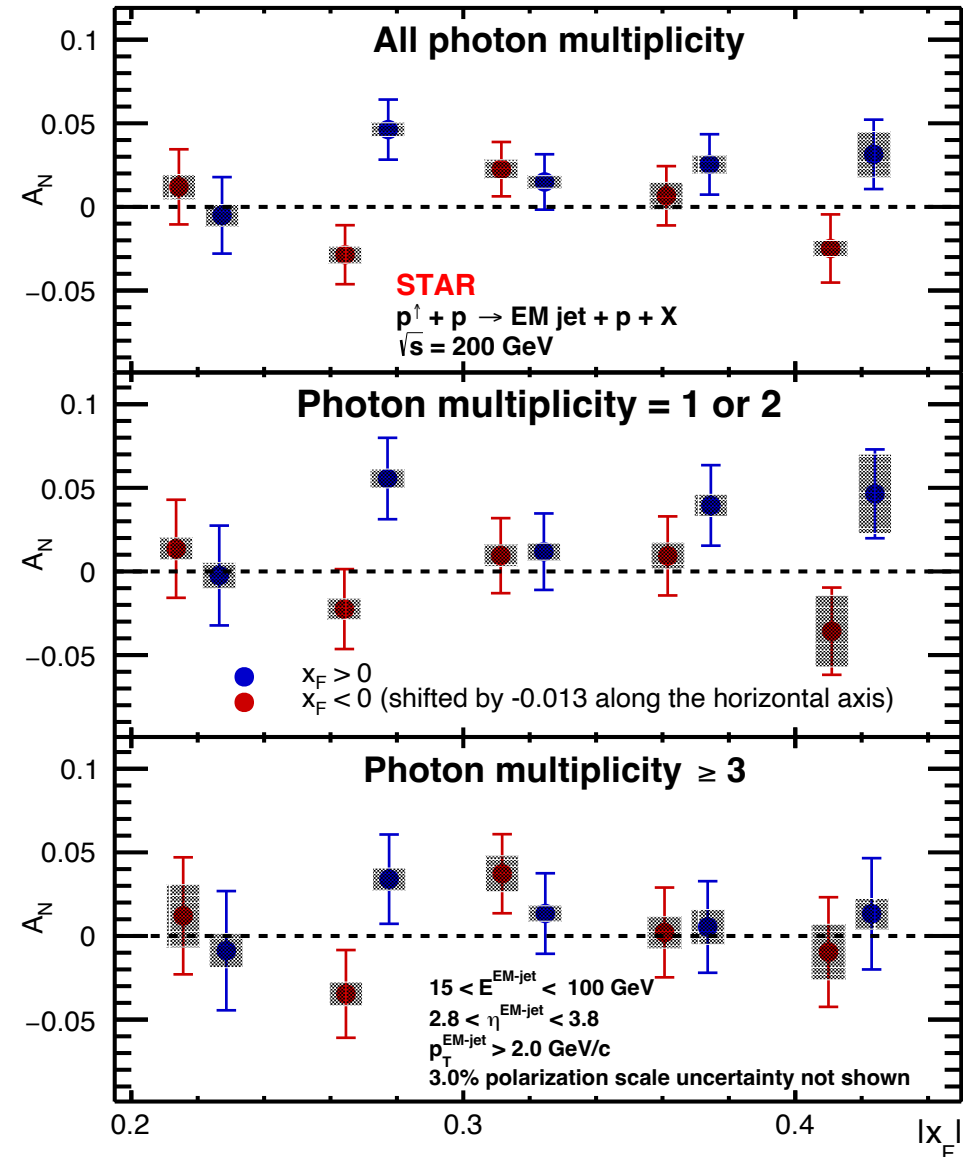 All photon multiplicity
0.1
0.05
0
−0.05
A_N
STAR
p↑ + p → EM jet + p + X
√s = 200 GeV
Photon multiplicity = 1 or 2
0.1
0.05
0
−0.05
A_N
x_F > 0
x_F < 0 (shifted by -0.013 along the horizontal axis)
Photon multiplicity ≥ 3
0.1
0.05
0
−0.05
A_N
15 < E^EM-jet < 100 GeV
2.8 < η^EM-jet < 3.8
p_T^EM-jet > 2.0 GeV/c
3.0% polarization scale uncertainty not shown
0.2 0.3 0.4
|x_F|